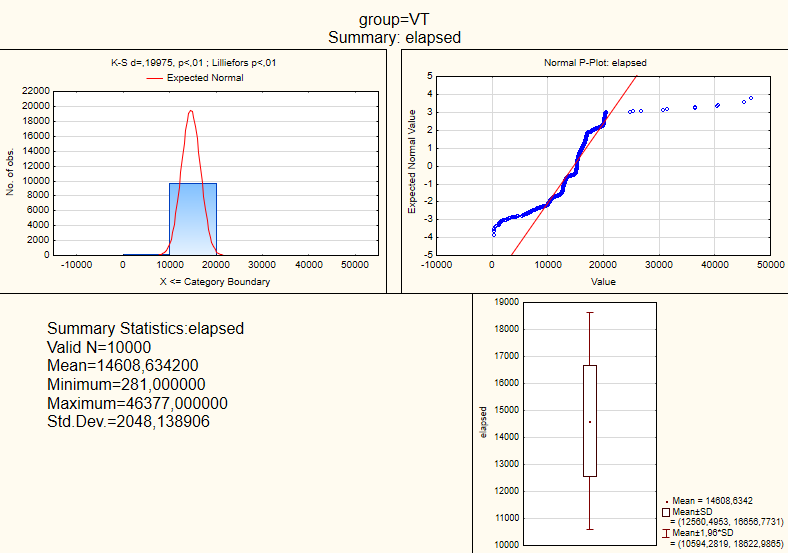 group=VT
Summary: elapsed
K-S d=,19975, p<,01 ; Lilliefors p<,01
Expected Normal
22000
20000
18000
16000
14000
12000
10000
8000
6000
4000
2000
0
No. of obs.
-10000 0 10000 20000 30000 40000 50000
X <= Category Boundary
Normal P-Plot: elapsed
5
4
3
2
1
0
-1
-2
-3
-4
-5
Expected Normal Value
-10000 0 10000 20000 30000 40000 50000
Value
Summary Statistics:elapsed
Valid N=10000
Mean=14608,634200
Minimum=281,000000
Maximum=46377,000000
Std.Dev.=2048,138906
19000
18000
17000
16000
15000
14000
13000
12000
11000
10000
elapsed
Mean = 14608,6342
Mean±SD
= (12560,4953, 16656,7731)
Mean±1,96*SD
= (10594,2819, 18622,9865)